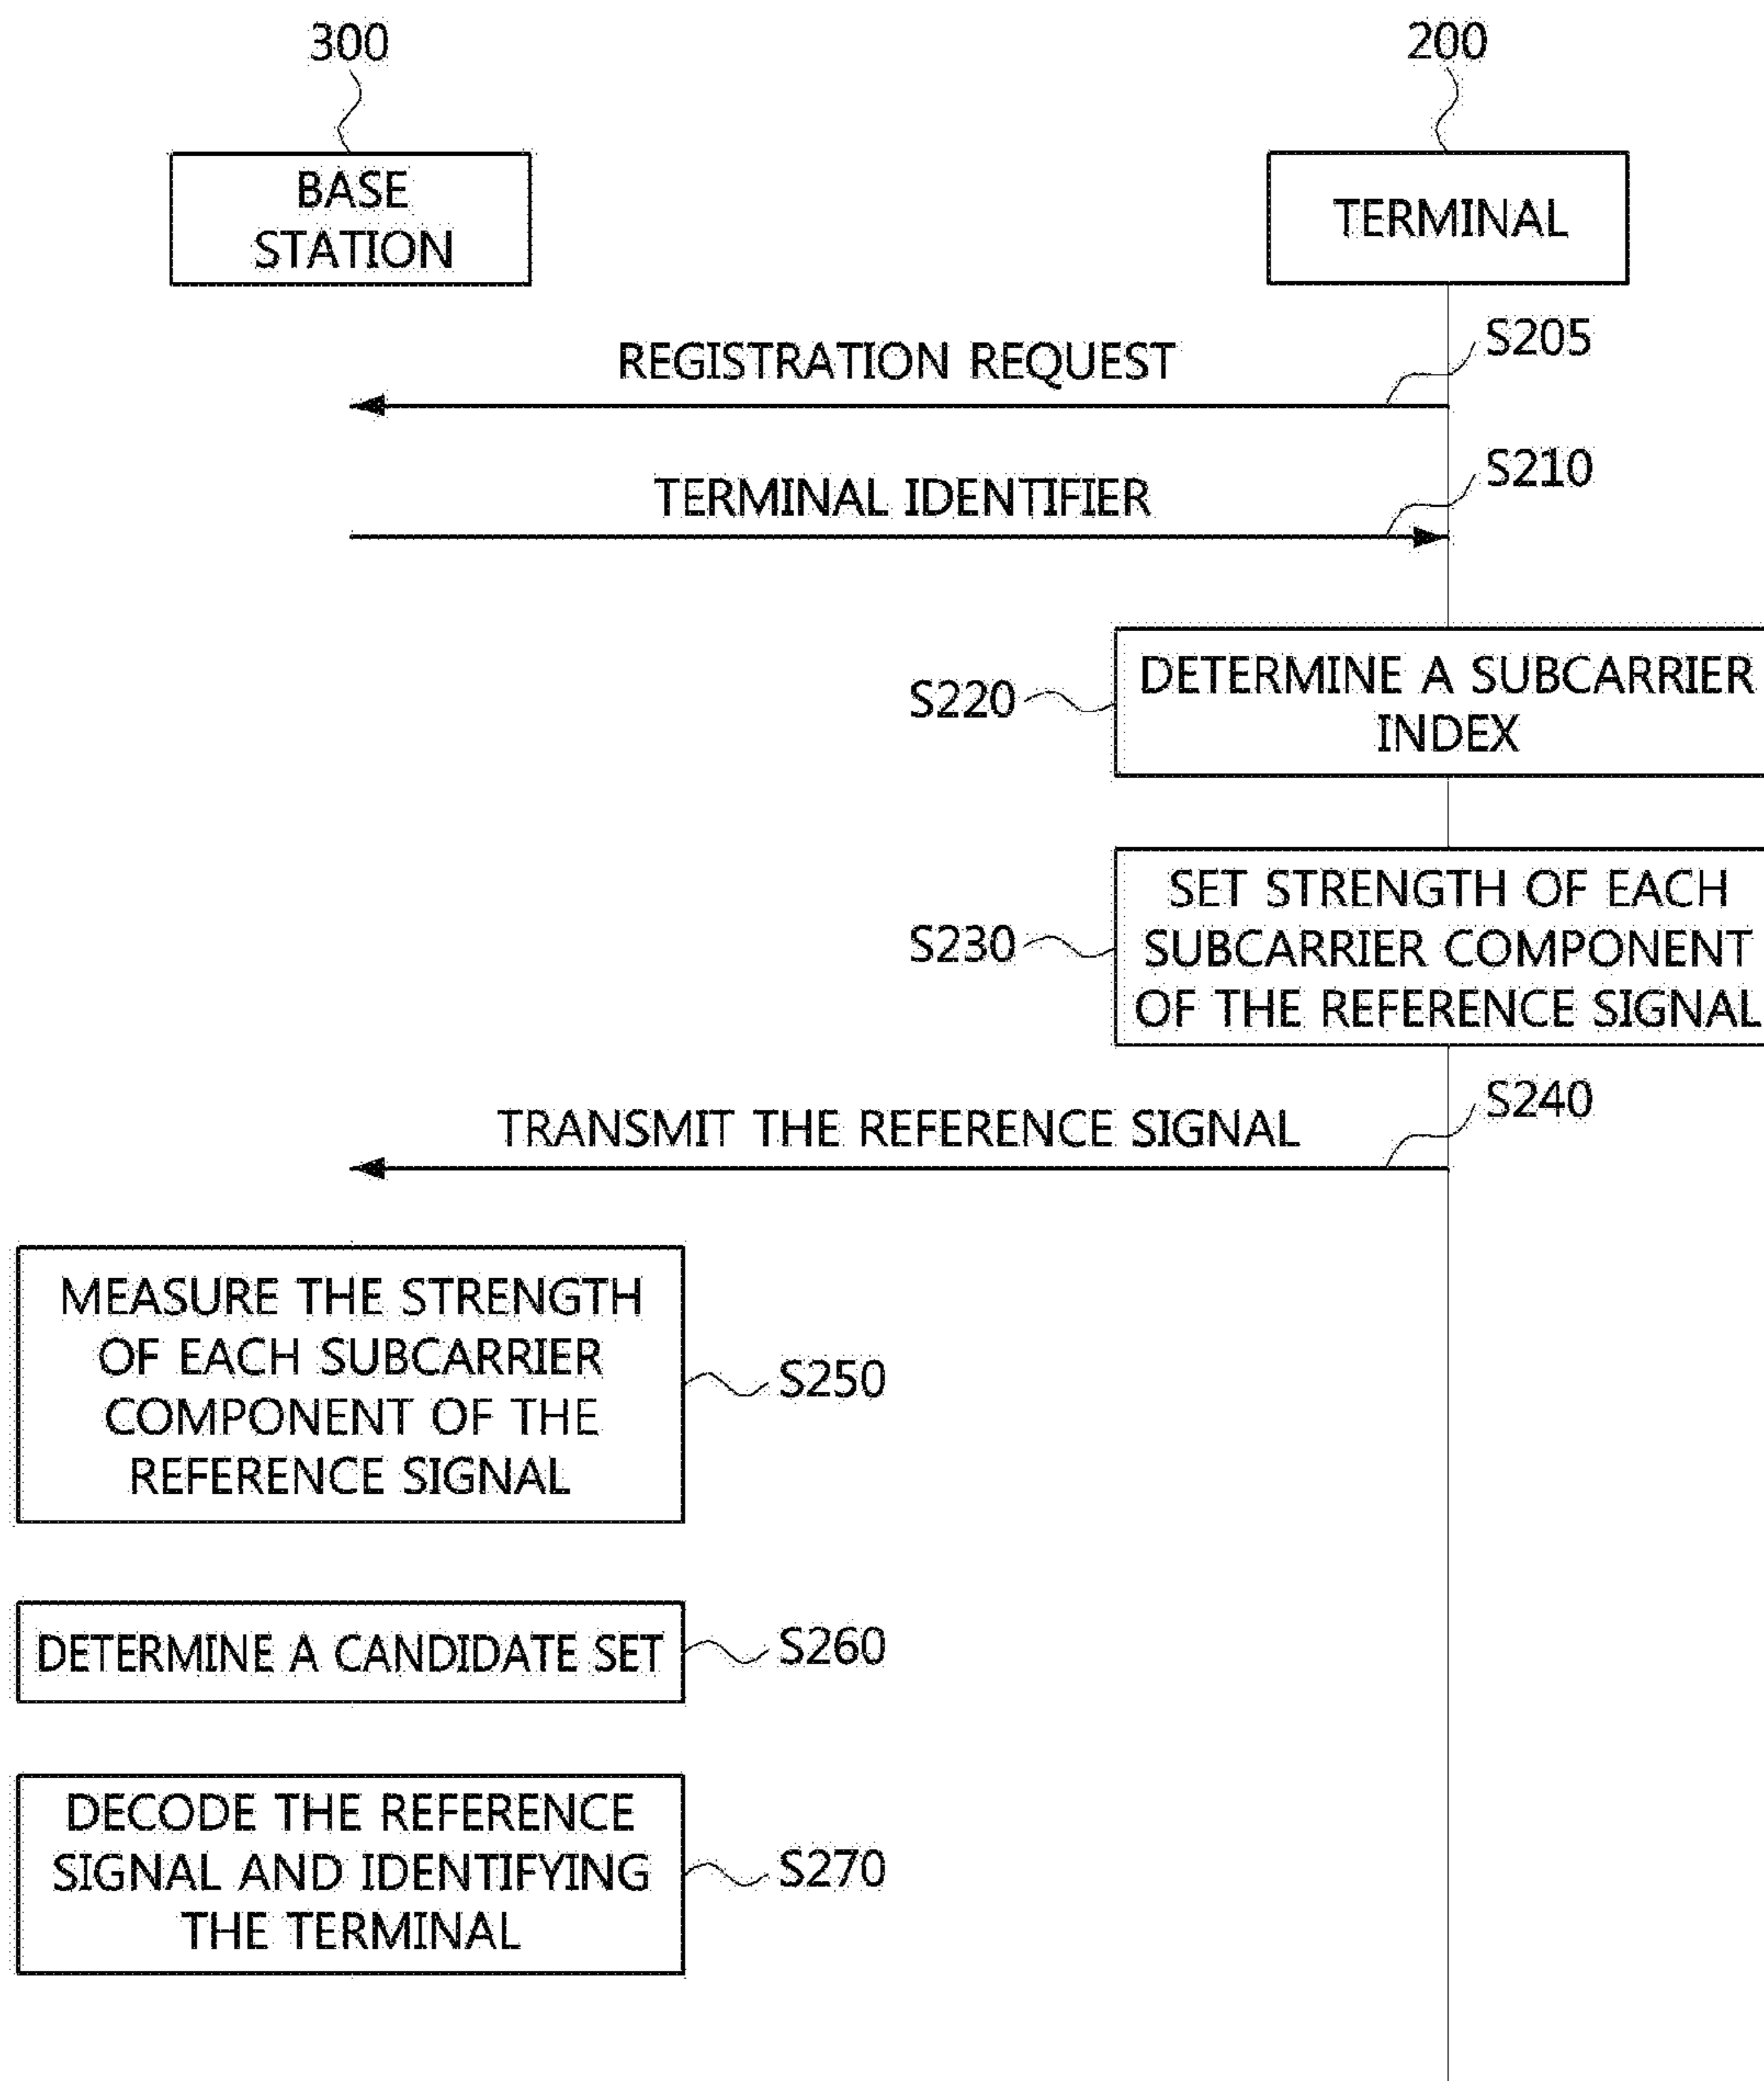 300
200
BASE
STATION
TERMINAL
REGISTRATION REQUEST
S205
TERMINAL IDENTIFIER
S210
S220
DETERMINE A SUBCARRIER
INDEX
S230
SET STRENGTH OF EACH
SUBCARRIER COMPONENT
OF THE REFERENCE SIGNAL
TRANSMIT THE REFERENCE SIGNAL
S240
MEASURE THE STRENGTH
OF EACH SUBCARRIER
COMPONENT OF THE
REFERENCE SIGNAL
S250
DETERMINE A CANDIDATE SET
S260
DECODE THE REFERENCE
SIGNAL AND IDENTIFYING
THE TERMINAL
S270